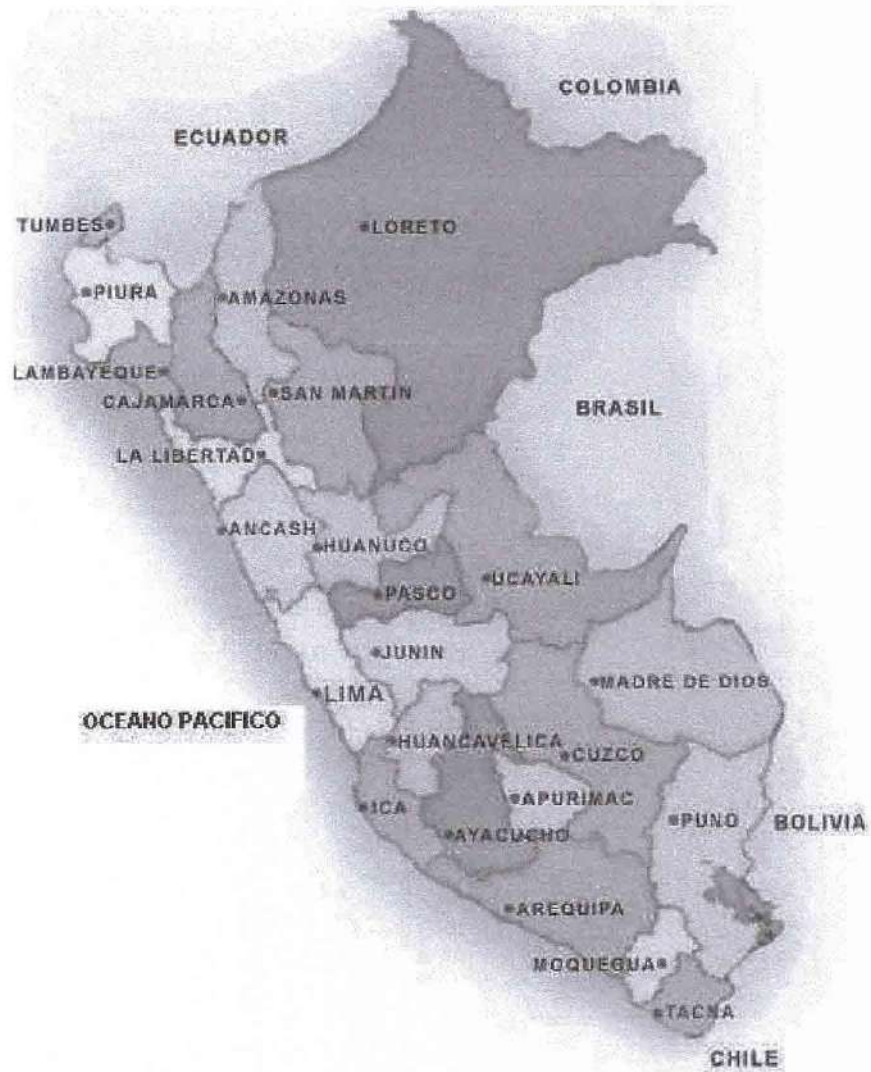 COLOMBIA
ECUADOR
TUMBES
LORETO
PIURA
AMAZONAS
LAMBAYEQUE
SAN MARTIN
CAJAMARCA
BRASIL
LA LIBERTAD
ANCASH
HUANUCO
UCAYALI
PASCO
JUNIN
MADRE DE DIOS
LIMA
OCEANO PACIFICO
HUANCAVELICA
CUZCO
APURIMAC
ICA
PUNO
BOLIVIA
AYACUCHO
AREQUIPA
MOQUEGUA
TACNA
CHILE